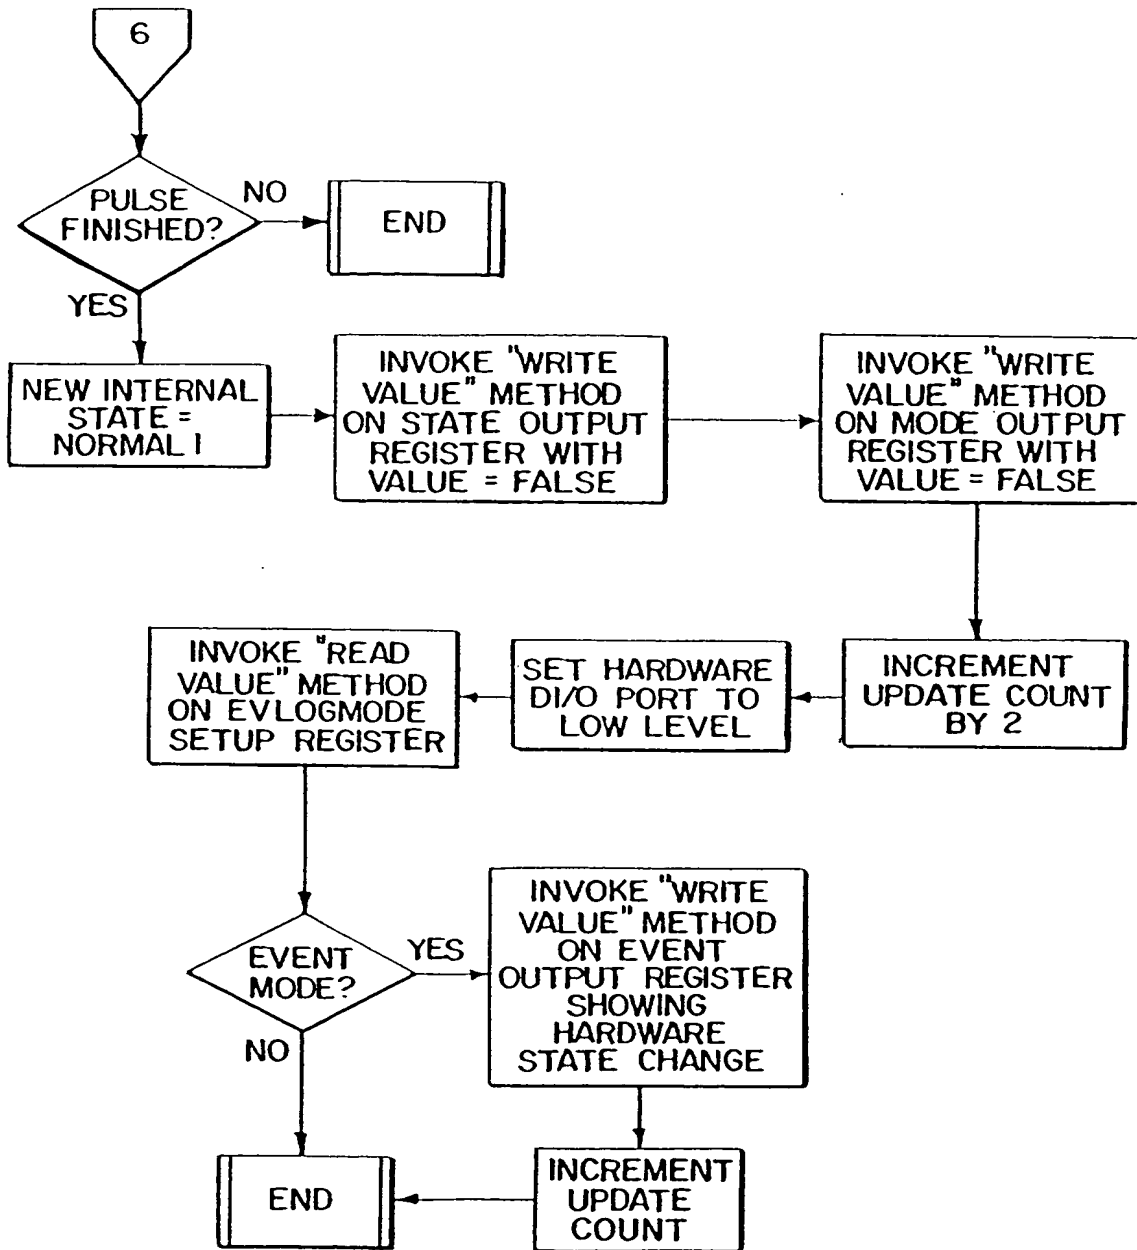 6
PULSE
FINISHED?
NO
END
YES
NEW INTERNAL
STATE =
NORMAL 1
INVOKE "WRITE
VALUE" METHOD
ON STATE OUTPUT
REGISTER WITH
VALUE = FALSE
INVOKE "WRITE
VALUE" METHOD
ON MODE OUTPUT
REGISTER WITH
VALUE = FALSE
INCREMENT
UPDATE COUNT
BY 2
SET HARDWARE
DI/O PORT TO
LOW LEVEL
INVOKE "READ
VALUE" METHOD
ON EVLOGMODE
SETUP REGISTER
EVENT
MODE?
YES
INVOKE "WRITE
VALUE" METHOD
ON EVENT
OUTPUT REGISTER
SHOWING
HARDWARE
STATE CHANGE
NO
INCREMENT
UPDATE
COUNT
END